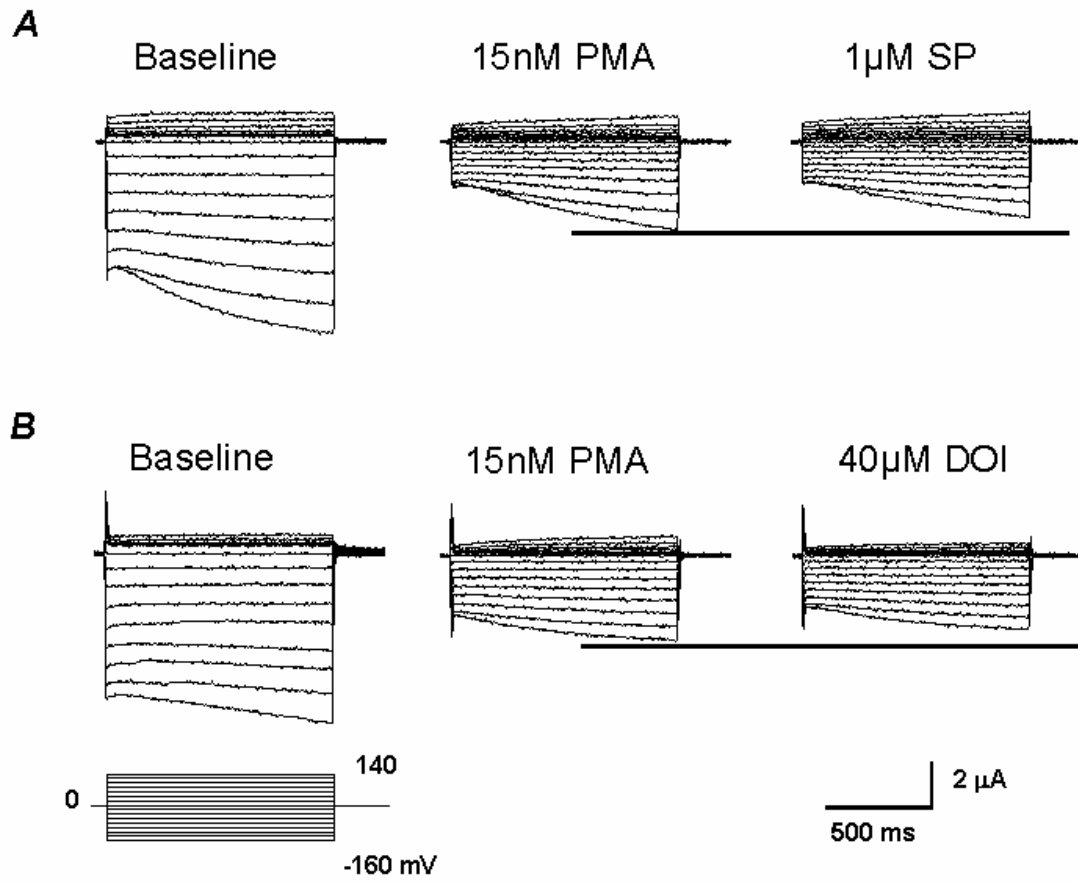 A
Baseline 15nM PMA 1µM SP
B
Baseline 15nM PMA 40µM DOI
140
0
-160 mV
2 µA
500 ms